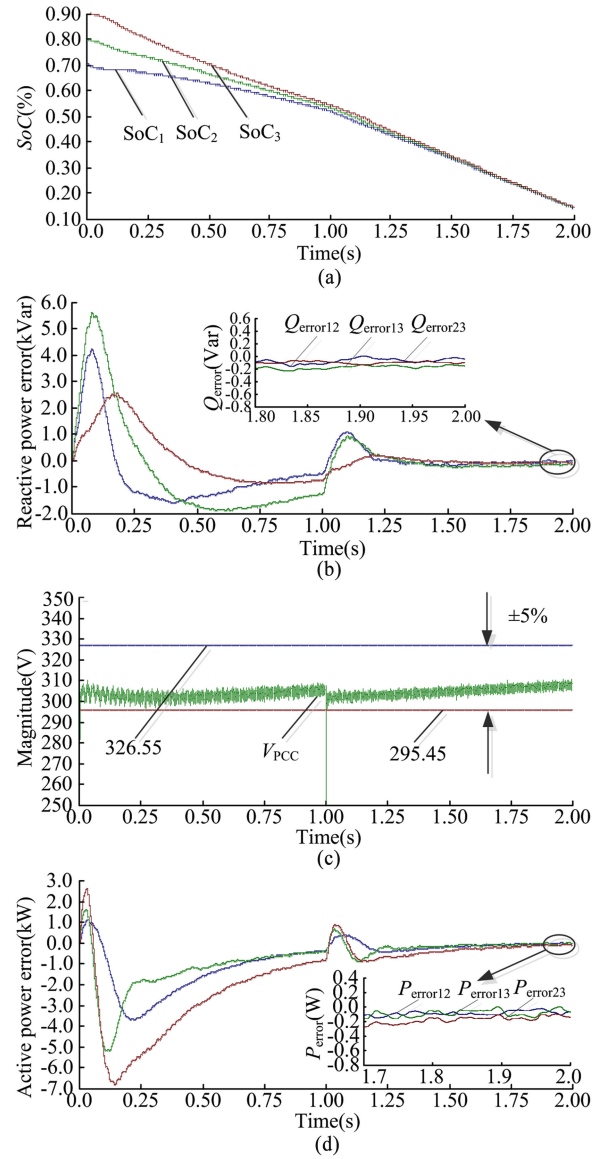 0.90
0.80
0.70
0.60
0.50
0.40
0.30
0.20
0.10
SoC(%)
SoC1 SoC2 SoC3
0.0 0.25 0.50 0.75 1.00 1.25 1.50 1.75 2.00
Time(s)
(a)
6.0
5.0
4.0
3.0
2.0
1.0
0.0
-1.0
-2.0
Reactive power error(kVar)
0.6
0.4
0.2
-0.0
-0.2
-0.4
-0.6
-0.8
Qerror(Var)
Qerror12 Qerror13 Qerror23
1.80 1.85 1.90 1.95 2.00
0.0 0.25 0.50 0.75 1.00 1.25 1.50 1.75 2.00
Time(s)
(b)
350
340
330
320
310
300
290
280
270
260
250
Magnitude(V)
±5%
326.55 VPCC 295.45
0.0 0.25 0.50 0.75 1.00 1.25 1.50 1.75 2.00
Time(s)
(c)
3.0
2.0
1.0
0.0
-1.0
-2.0
-3.0
-4.0
-5.0
-6.0
-7.0
Active power error(kW)
0.4
0.2
0.0
-0.2
-0.4
-0.6
-0.8
Perror(W)
Perror12 Perror13 Perror23
1.70 1.8 1.9 2.0
0.0 0.25 0.50 0.75 1.00 1.25 1.50 1.75 2.00
Time(s)
(d)